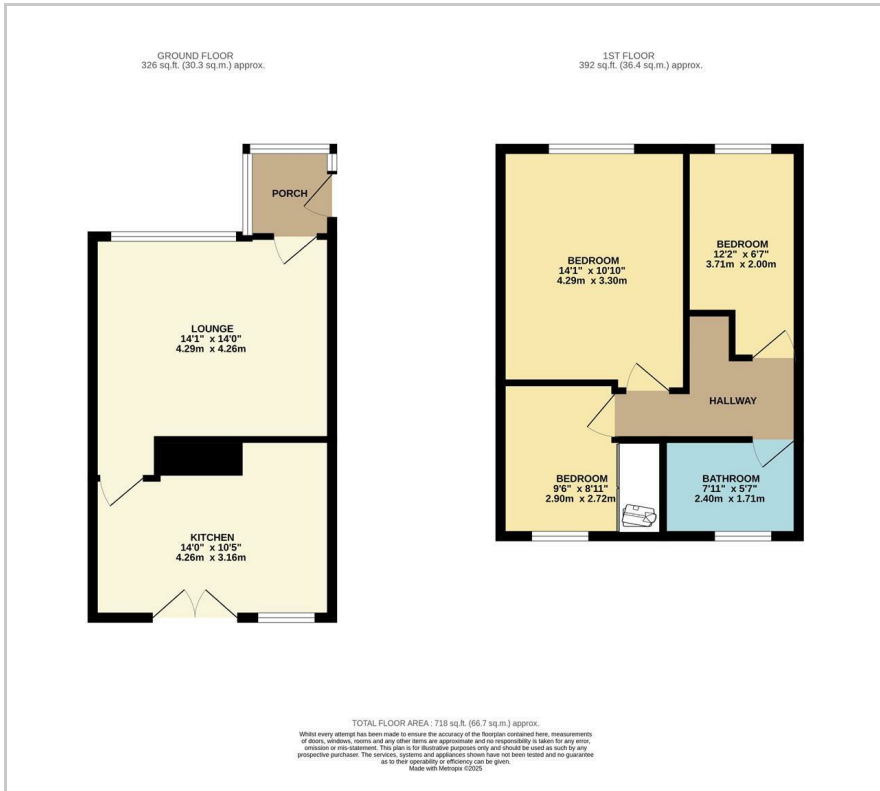 GROUND FLOOR
326 sq.ft. (30.3 sq.m.) approx.
1ST FLOOR
392 sq.ft. (36.4 sq.m.) approx.
PORCH
LOUNGE
14'1" x 14'0"
4.29m x 4.26m
KITCHEN
14'0" x 10'5"
4.26m x 3.16m
BEDROOM
14'1" x 10'10"
4.29m x 3.30m
BEDROOM
12'2" x 6'7"
3.71m x 2.00m
HALLWAY
BEDROOM
9'6" x 8'11"
2.90m x 2.72m
BATHROOM
7'11" x 5'7"
2.40m x 1.71m
TOTAL FLOOR AREA : 718 sq.ft. (66.7 sq.m.) approx.
Whilst every attempt has been made to ensure the accuracy of the floorplan contained here, measurements
of doors, windows, rooms and any other items are approximate and no responsibility is taken for any error,
omission or mis-statement. This plan is for illustrative purposes only and should be used as such by any
prospective purchaser. The services, systems and appliances shown have not been tested and no guarantee
as to their operability or efficiency can be given.
Made with Metropix ©2025